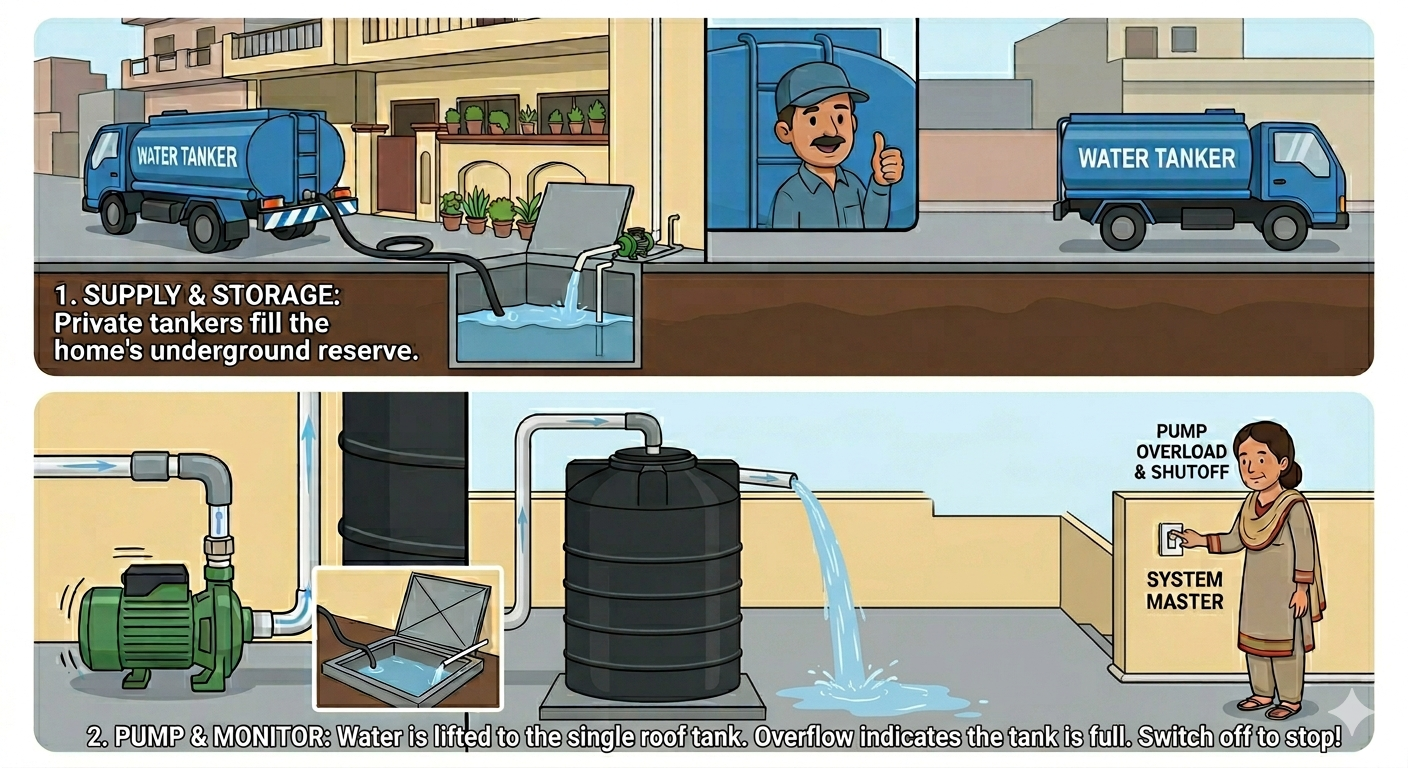 WATER TANKER
WATER TANKER
1. SUPPLY & STORAGE:
Private tankers fill the
home's underground reserve.
PUMP
OVERLOAD
& SHUTOFF
SYSTEM
MASTER
2. PUMP & MONITOR: Water is lifted to the single roof tank. Overflow indicates the tank is full. Switch off to stop!